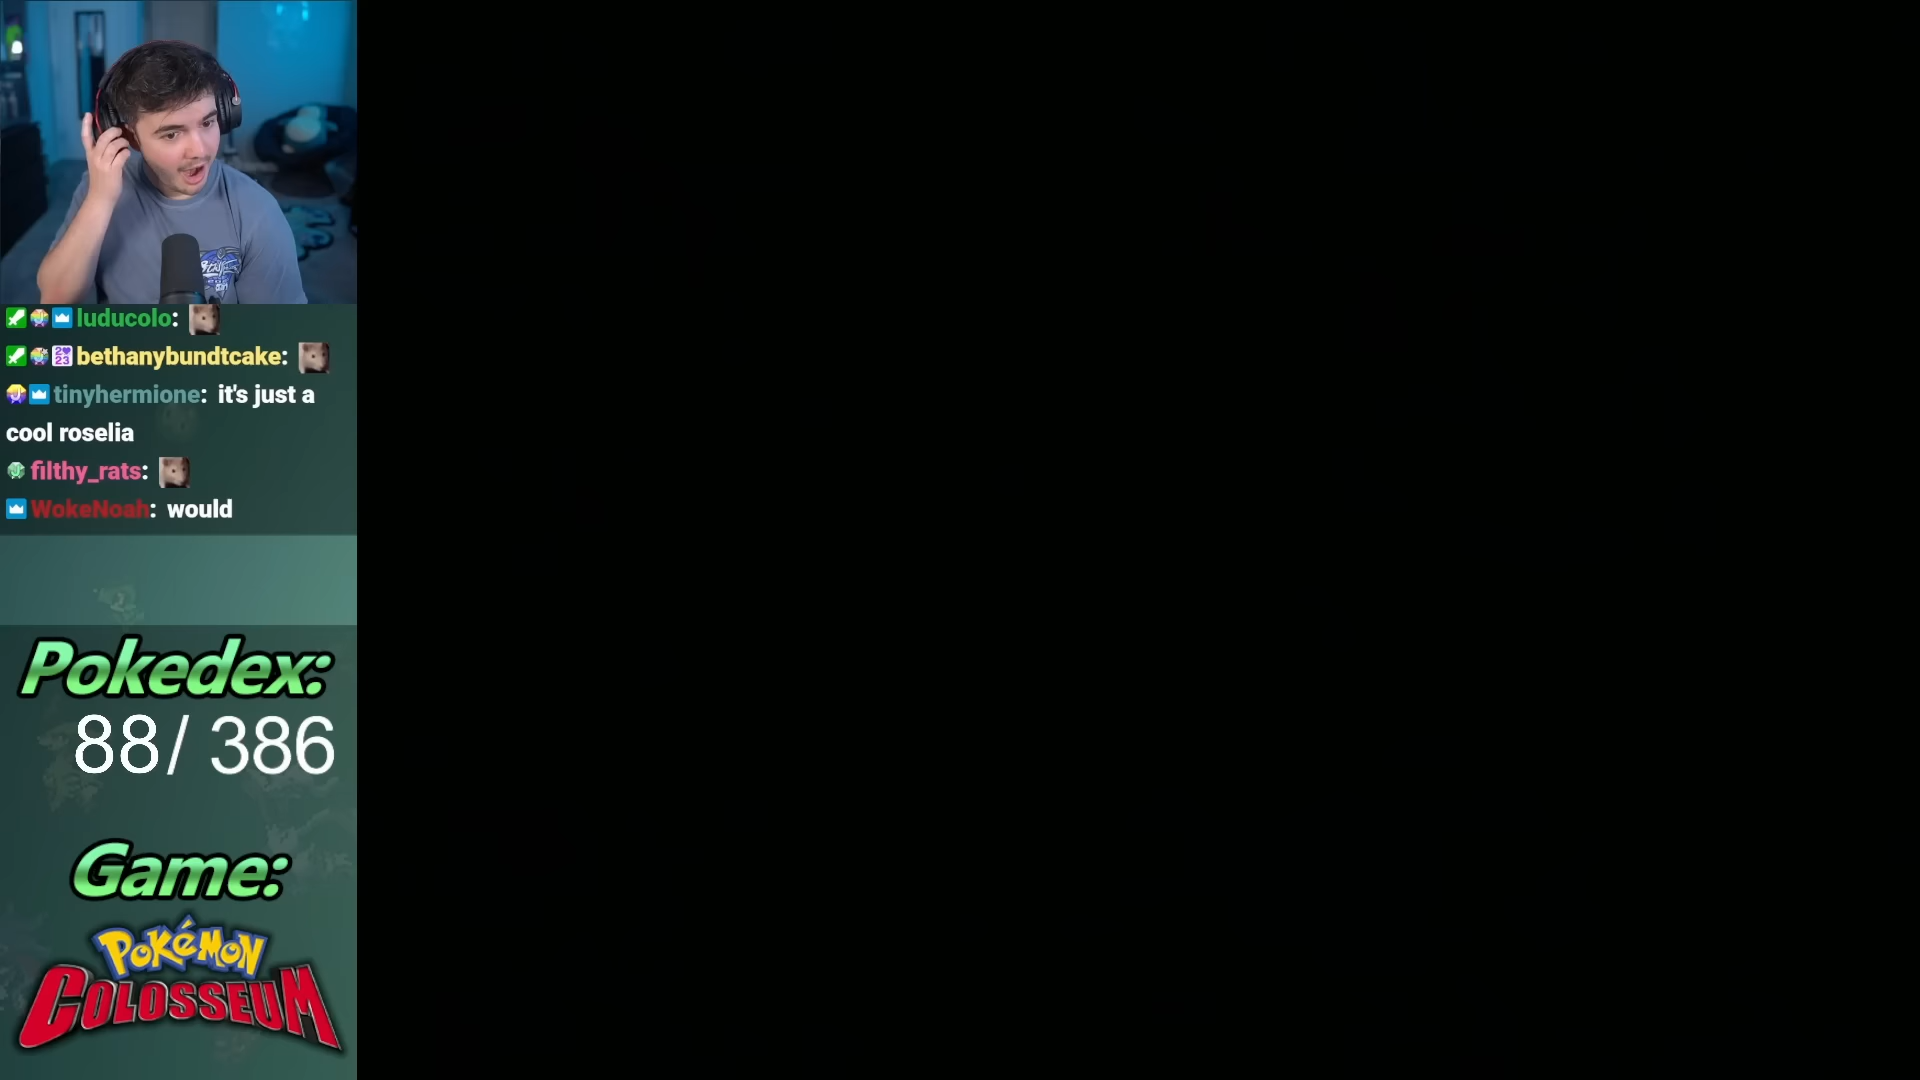 luducolo:
bethanybundtcake:
tinyhermione: it's just a
cool roselia
filthy_rats:
WokeNoah: would
Pokedex:
88/ 386
Game:
POKéMON
COLOSSEUM